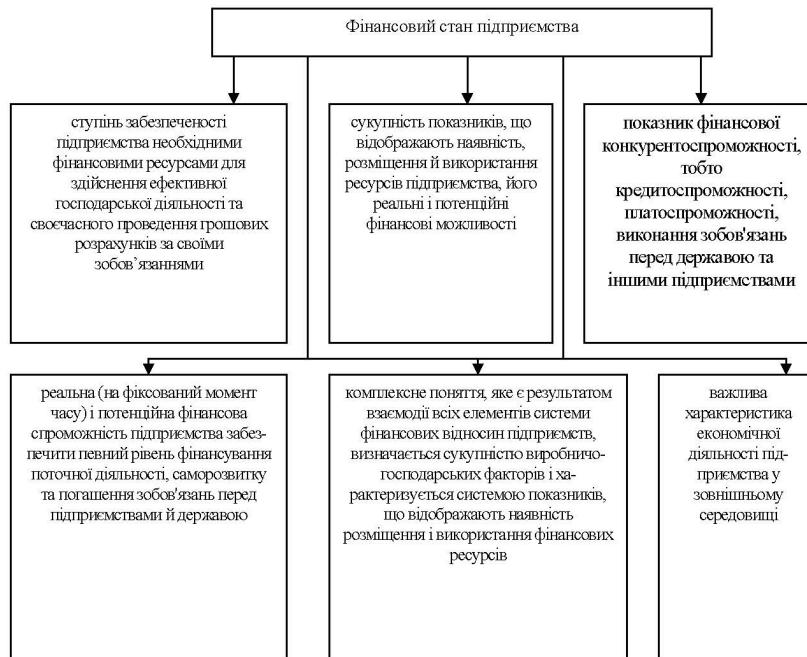 Фінансовий стан підприємства
ступінь забезпеченості
підприємства необхідними
фінансовими ресурсами для
здійснення ефективної
господарської діяльності та
своєчасного проведення грошових
розрахунків за своїми
зобов’язаннями
сукупність показників, що
відображають наявність,
розміщення й використання
ресурсів підприємства, його
реальні і потенційні
фінансові можливості
показник фінансової
конкурентоспроможності,
тобто
кредитоспроможності,
платоспроможності,
виконання зобов'язань
перед державою та
іншими підприємствами
реальна (на фіксований момент
часу) і потенційна фінансова
спроможність підприємства забез-
печити певний рівень фінансування
поточної діяльності, саморозвитку
та погашення зобов'язань перед
підприємствами й державою
комплексне поняття, яке є результатом
взаємодії всіх елементів системи
фінансових відносин підприємств,
визначається сукупністю виробничо-
господарських факторів і ха-
рактеризується системою показників,
що відображають наявність
розміщення і використання фінансових
ресурсів
важлива
характеристика
економічної
діяльності під-
приємства у
зовнішньому
середовищі